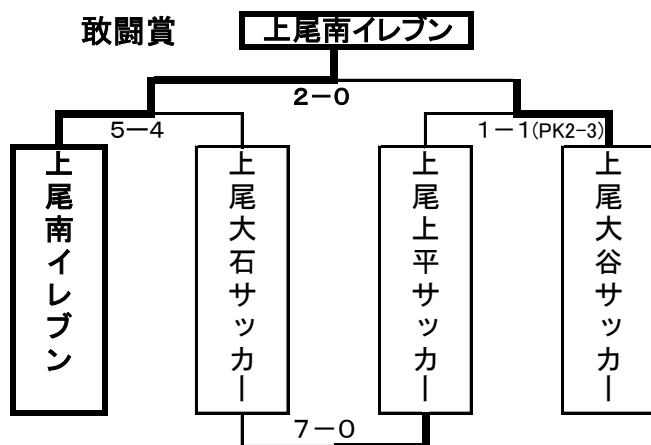 敢闘賞
上尾南イレブン
2－0
5－4
1－1(PK2-3)
上尾南イレブン
上尾大石サッカー
上尾上平サッカー
上尾大谷サッカー
7－0